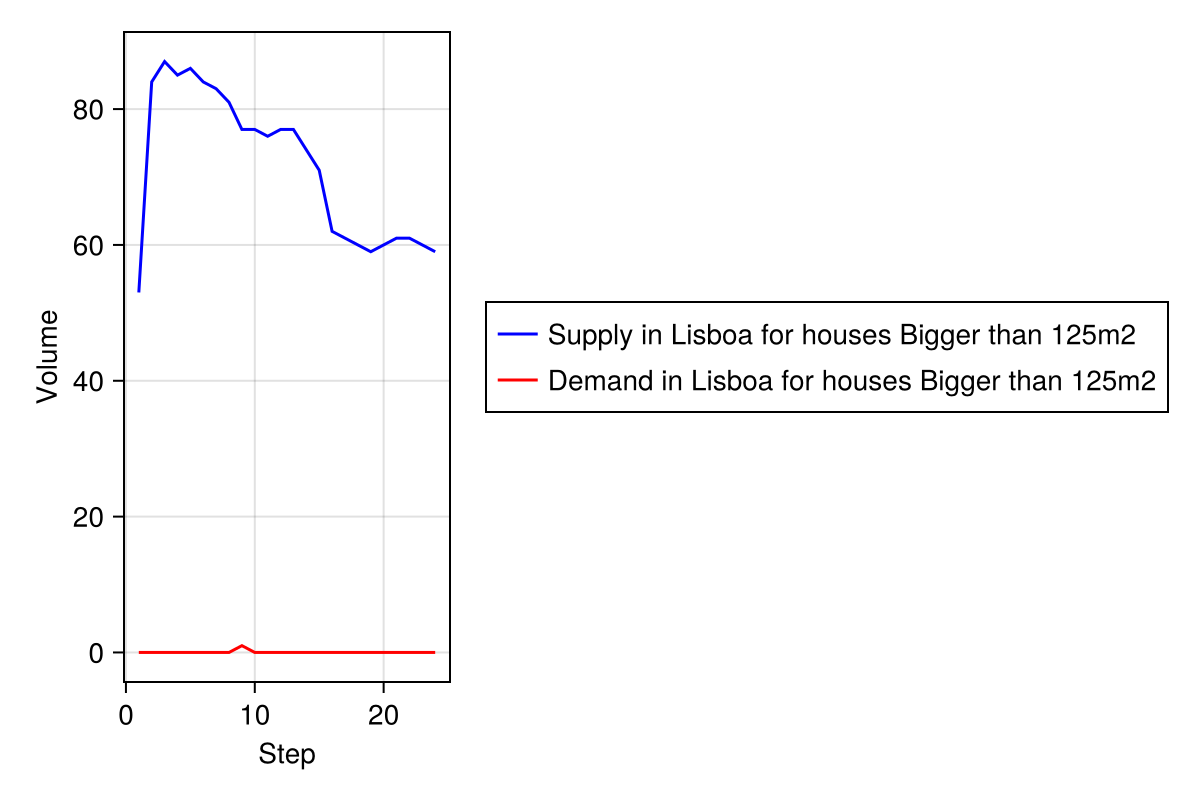 80
60
40
20
0
Volume
0 10 20
Step
Supply in Lisboa for houses Bigger than 125m2
Demand in Lisboa for houses Bigger than 125m2